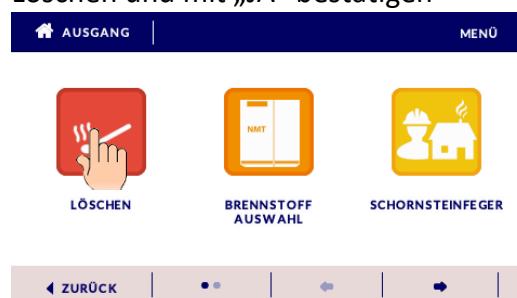 Löschen und mit „JA“ bestätigen
AUSGANG
MENÜ
NMT
LÖSCHEN
BRENNSTOFF
AUSWAHL
SCHORNSTEINFEGER
ZURÜCK